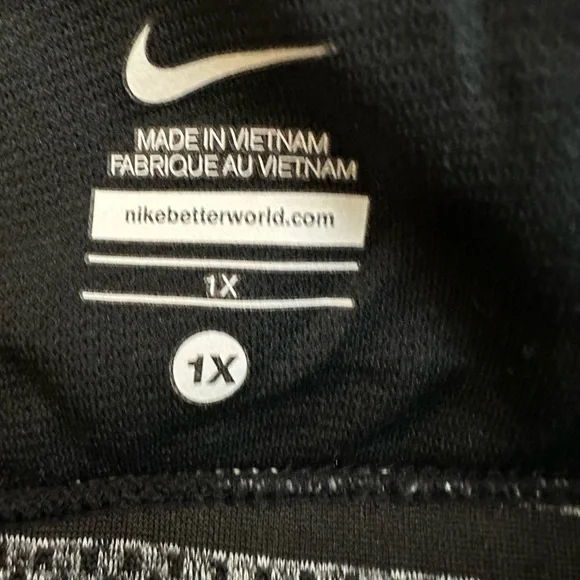 MADE IN VIETNAM
FABRIQUE AU VIETNAM
nikebetterworld.com
1X
1X